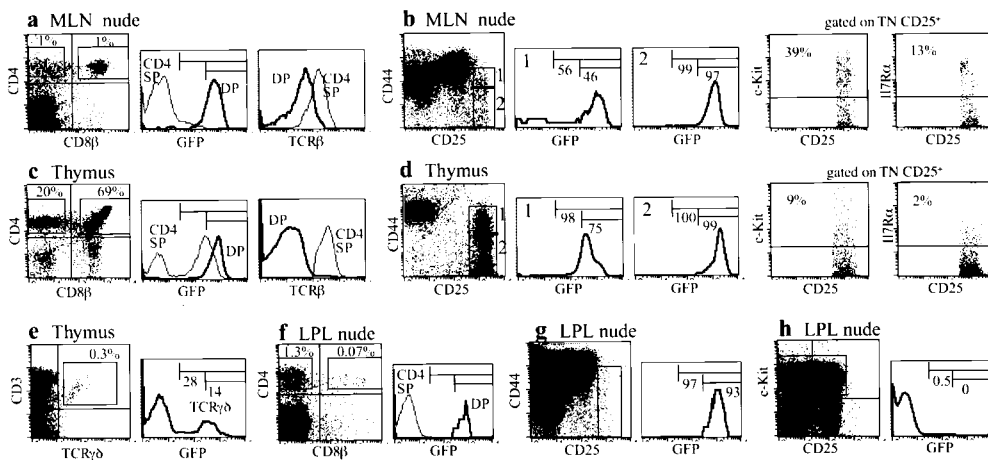 a MLN nude
1%
1%
CD4
CD8β
CD4 SP
DP
GFP
DP
CD4 SP
TCRβ
b MLN nude
CD44
CD25
1
56
46
GFP
2
99
97
GFP
gated on TN CD25⁺
39%
c-Kit
CD25
13%
Il7Rα
CD25
c Thymus
20%
69%
CD4
CD8β
CD4 SP
DP
GFP
DP
CD4 SP
TCRβ
d Thymus
CD44
1
2
CD25
1
98
75
GFP
2
100
99
GFP
gated on TN CD25⁺
9%
c-Kit
CD25
2%
Il7Rα
CD25
e Thymus
0.3%
CD3
TCRγδ
28
14
TCRγδ
GFP
f LPL nude
1.3%
0.07%
CD4
CD8β
CD4 SP
DP
GFP
g LPL nude
CD44
CD25
97
93
GFP
h LPL nude
c-Kit
CD25
0.5
0
GFP